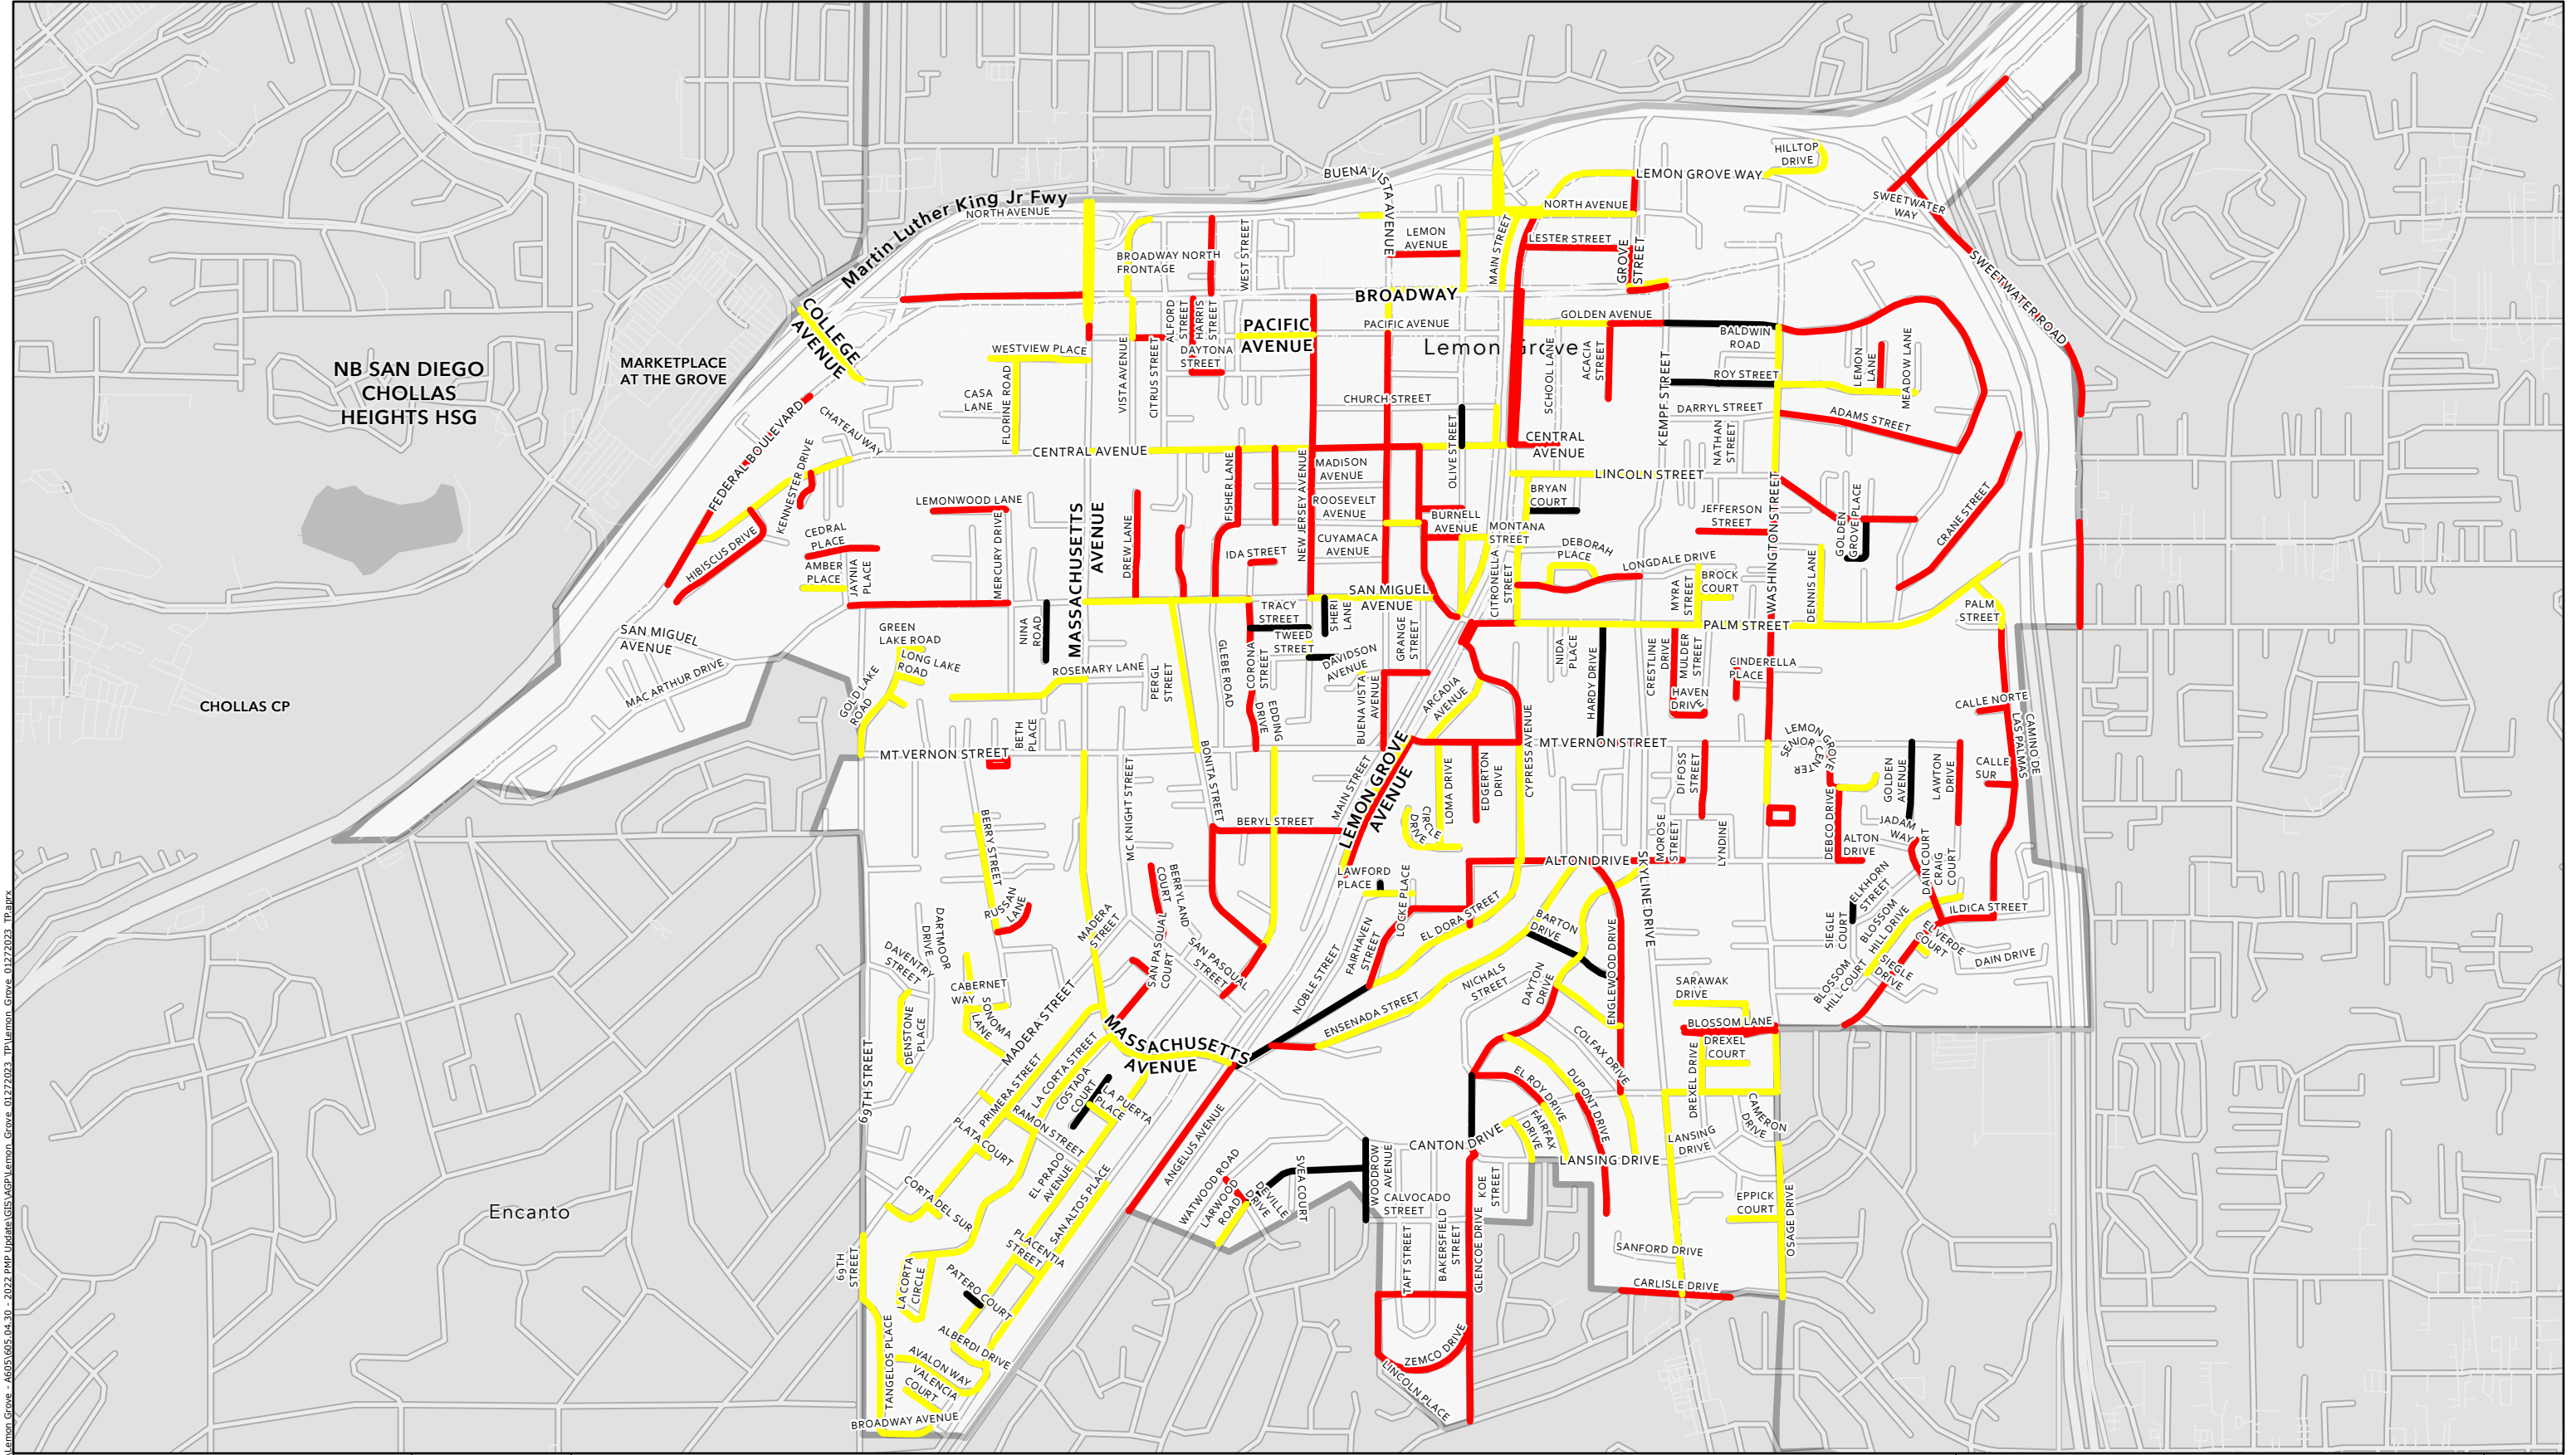 HILLTOP
DRIVE
LEMON GROVE WAY
BUENA VISTA AVENUE
SWEETWATER
WAY
Martin Luther King Jr Fwy
NORTH AVENUE
NORTH AVENUE
LEMON
AVENUE
MAIN STREET
LESTER STREET
GROVE
STREET
BROADWAY NORTH
FRONTAGE
WEST STREET
SWEETWATER ROAD
BROADWAY
COLLEGE
AVENUE
ALFORD
STREET
HARRIS
STREET
PACIFIC
AVENUE
PACIFIC AVENUE
GOLDEN AVENUE
BALDWIN
ROAD
Lemon Grove
WESTVIEW PLACE
DAYTONA
STREET
VISTA AVENUE
CITRUS STREET
SCHOOL LANE
ACACIA
STREET
KEMPF STREET
ROY STREET
LEMON
LANE
MEADOW LANE
NB SAN DIEGO
CHOLLAS
HEIGHTS HSG
MARKETPLACE
AT THE GROVE
CASA
LANE
FLORINE ROAD
CHURCH STREET
DARRYL STREET
ADAMS STREET
NATHAN
STREET
FEDERAL BOULEVARD
CHATEAU WAY
KENNESTER DRIVE
CENTRAL AVENUE
OLIVE STREET
CENTRAL
AVENUE
FISHER LANE
NEW JERSEY AVENUE
MADISON
AVENUE
LINCOLN STREET
BRYAN
COURT
LEMONWOOD LANE
MERCURY DRIVE
MASSACHUSETTS
AVENUE
DREW LANE
ROOSEVELT
AVENUE
BURNELL
AVENUE
MONTANA
STREET
JEFFERSON
STREET
WASHINGTON STREET
GOLDEN
GROVE PLACE
CRANE STREET
CEDRAL
PLACE
HIBISCUS DRIVE
AMBER
PLACE
JAYNIA
PLACE
IDA STREET
CUYAMACA
AVENUE
DEBORAH
PLACE
LONGDALE DRIVE
CITRONELLA
STREET
MYRA
STREET
BROCK
COURT
DENNIS LANE
SAN MIGUEL
AVENUE
TRACY
STREET
SHERI
LANE
TWEED
STREET
PALM STREET
PALM
STREET
SAN MIGUEL
AVENUE
GREEN
LAKE ROAD
LONG LAKE
ROAD
NINA
ROAD
ROSEMARY LANE
PERGL
STREET
GLEBE ROAD
CORONA
STREET
DAVIDSON
AVENUE
GRANGE
STREET
NIDA
PLACE
HARDY DRIVE
CRESTLINE
DRIVE
MULDER
STREET
HAVEN
DRIVE
CINDERELLA
PLACE
MAC ARTHUR DRIVE
GOLD LAKE
ROAD
CHOLLAS CP
EDDING
DRIVE
BUENA VISTA
AVENUE
ARCADIA
AVENUE
CYPRESS AVENUE
CALLE NORTE
CAMINO DE
LAS PALMAS
BETH
PLACE
MT VERNON STREET
MT VERNON STREET
LEMON GROVE
SENIOR CENTER
BONITA STREET
MC KNIGHT STREET
MAIN STREET
LEMON GROVE
AVENUE
LOMA DRIVE
EDGERTON
DRIVE
DIFOSS
STREET
GOLDEN
AVENUE
LAWTON
DRIVE
CALLE
SUR
BERRY STREET
BERYL STREET
CIRCLE
DRIVE
MOROSE
STREET
LYNDINE
DEBCO DRIVE
ALTON
DRIVE
JADAM
WAY
DAIN COURT
CRAIG
COURT
LAWFORD
PLACE
LOCKE PLACE
ALTON DRIVE
SKYLINE DRIVE
ELKHORN
STREET
RUSSAN
LANE
DARTMOOR
DRIVE
DAVENTRY
STREET
MADERA
STREET
BERRYLAND
COURT
SAN PASQUAL
COURT
SAN PASQUAL
STREET
FAIRHAVEN
STREET
EL DORA STREET
BARTON
DRIVE
ENGLEWOOD DRIVE
SIEGLE
COURT
BLOSSOM
HILL DRIVE
ILDICA STREET
EL VERDE
COURT
DAIN DRIVE
SIEGLE
DRIVE
BLOSSOM
HILL COURT
CABERNET
WAY
SONOMA
LANE
DENSTONE
PLACE
MADERA STREET
NOBLE STREET
NICHALS
STREET
DAYTON
DRIVE
SARAWAK
DRIVE
ENSENADA STREET
BLOSSOM LANE
DREXEL
COURT
MASSACHUSETTS
AVENUE
69TH STREET
PRIMERA STREET
LA CORTA STREET
COSTADA
COURT
LA PUERTA
PLACE
COLFAX DRIVE
DUPONT DRIVE
EL ROY DRIVE
FAIRFAX
DRIVE
DREXEL DRIVE
CAMERON
DRIVE
PLATA COURT
RAMON STREET
ANGELUS AVENUE
CANTON DRIVE
LANSING DRIVE
LANSING
DRIVE
EL PRADO
AVENUE
SAN ALTOS PLACE
WATWOOD ROAD
LARWOOD
ROAD
DEVILLE
DRIVE
SVEA COURT
WOODROW
AVENUE
CALVOCADO
STREET
KOE
STREET
EPPICK
COURT
OSAGE DRIVE
Encanto
CORTA DEL SUR
PLACENTIA
STREET
69TH
STREET
LA CORTA
CIRCLE
PATERO COURT
TAFT STREET
BAKERSFIELD
STREET
GLENCOE DRIVE
SANFORD DRIVE
CARLISLE DRIVE
ALBERDI DRIVE
AVALON WAY
VALENCIA
COURT
TANGELOS PLACE
BROADWAY AVENUE
ZEMCO DRIVE
LINCOLN PLACE